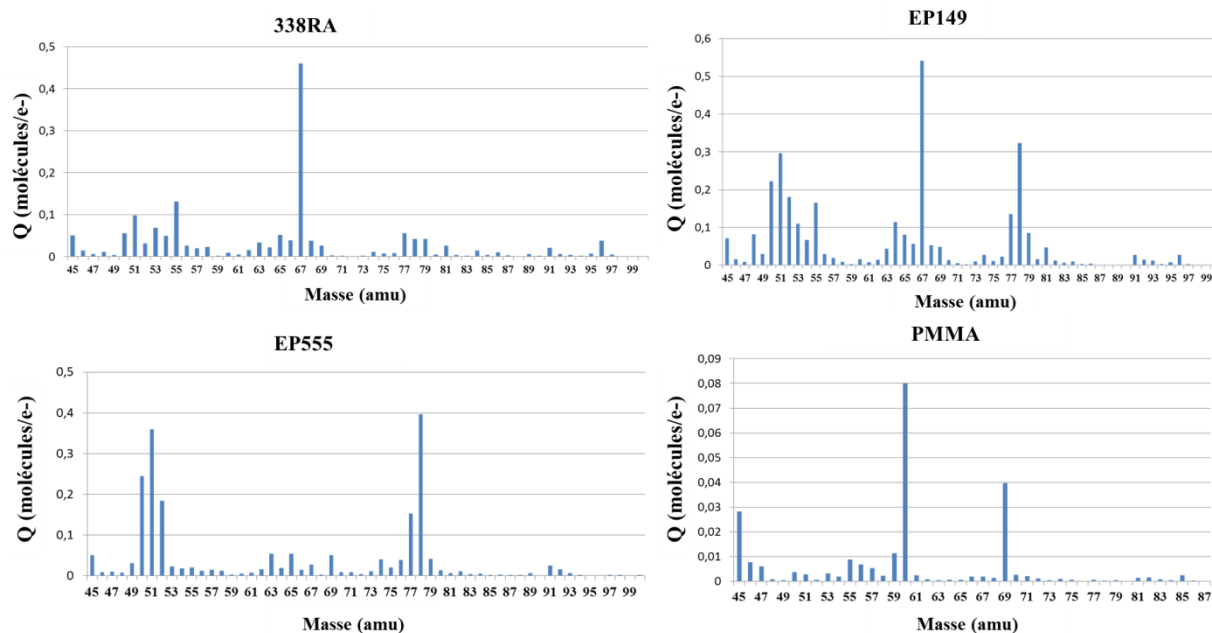 338RA
0,5
0,4
0,3
0,2
0,1
0
Q (molécules/e-)
45 47 49 51 53 55 57 59 61 63 65 67 69 71 73 75 77 79 81 83 85 87 89 91 93 95 97 99
Masse (amu)
EP149
0,6
0,5
0,4
0,3
0,2
0,1
0
Q (molécules/e-)
45 47 49 51 53 55 57 59 61 63 65 67 69 71 73 75 77 79 81 83 85 87 89 91 93 95 97 99
Masse (amu)
EP555
0,5
0,4
0,3
0,2
0,1
0
Q (molécules/e-)
45 47 49 51 53 55 57 59 61 63 65 67 69 71 73 75 77 79 81 83 85 87 89 91 93 95 97 99
Masse (amu)
PMMA
0,09
0,08
0,07
0,06
0,05
0,04
0,03
0,02
0,01
0
Q (molécules/e-)
45 47 49 51 53 55 57 59 61 63 65 67 69 71 73 75 77 79 81 83 85 87
Masse (amu)